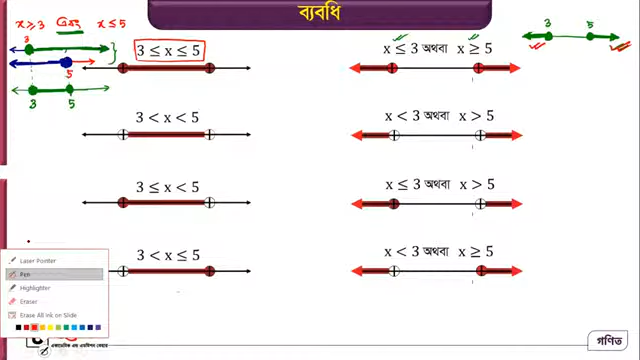 ব্যবধি
x ≥ 3 এবং x ≤ 5
3
5
3 5
3 ≤ x ≤ 5
x ≤ 3 অথবা x ≥ 5
3 5
3 < x < 5
x < 3 অথবা x > 5
3 ≤ x < 5
x ≤ 3 অথবা x > 5
3 < x ≤ 5
x < 3 অথবা x ≥ 5
Laser Pointer
Pen
Highlighter
Eraser
Erase All Ink on Slide
গণিত